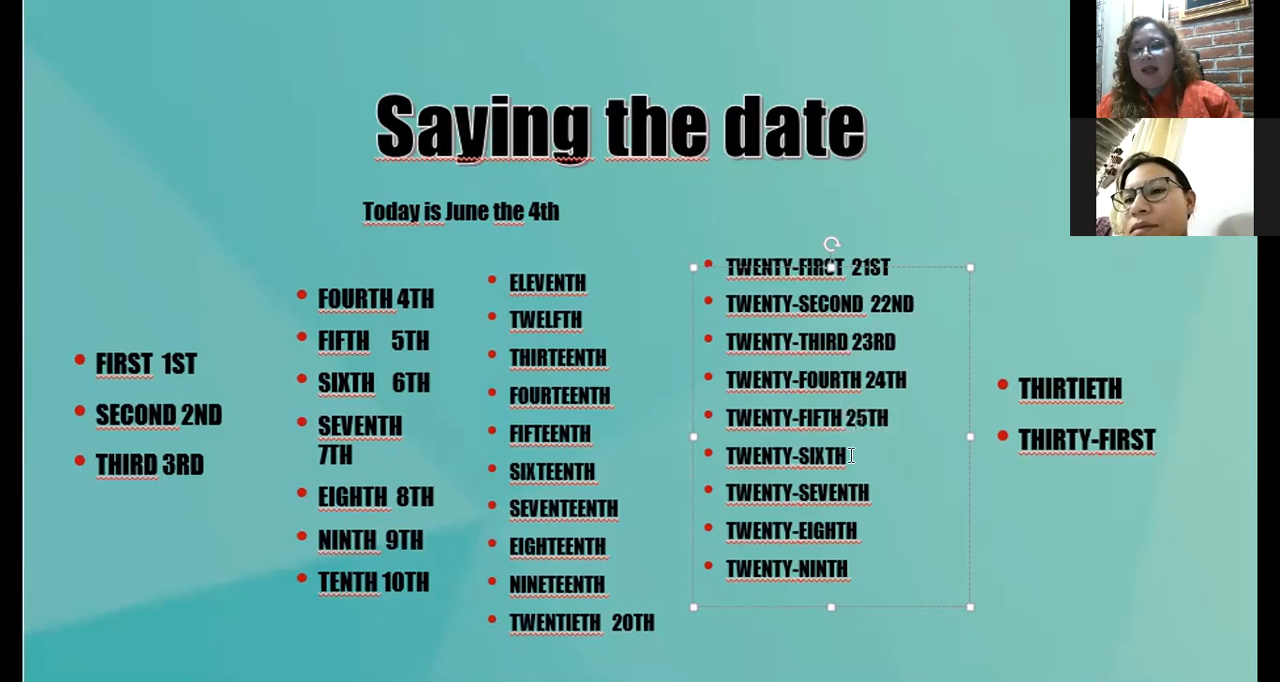 Saying the date
Today is June the 4th
FIRST 1ST
SECOND 2ND
THIRD 3RD
FOURTH 4TH
FIFTH 5TH
SIXTH 6TH
SEVENTH
7TH
EIGHTH 8TH
NINTH 9TH
TENTH 10TH
ELEVENTH
TWELFTH
THIRTEENTH
FOURTEENTH
FIFTEENTH
SIXTEENTH
SEVENTEENTH
EIGHTEENTH
NINETEENTH
TWENTIETH 20TH
TWENTY-FIRST 21ST
TWENTY-SECOND 22ND
TWENTY-THIRD 23RD
TWENTY-FOURTH 24TH
TWENTY-FIFTH 25TH
TWENTY-SIXTH
TWENTY-SEVENTH
TWENTY-EIGHTH
TWENTY-NINTH
THIRTIETH
THIRTY-FIRST